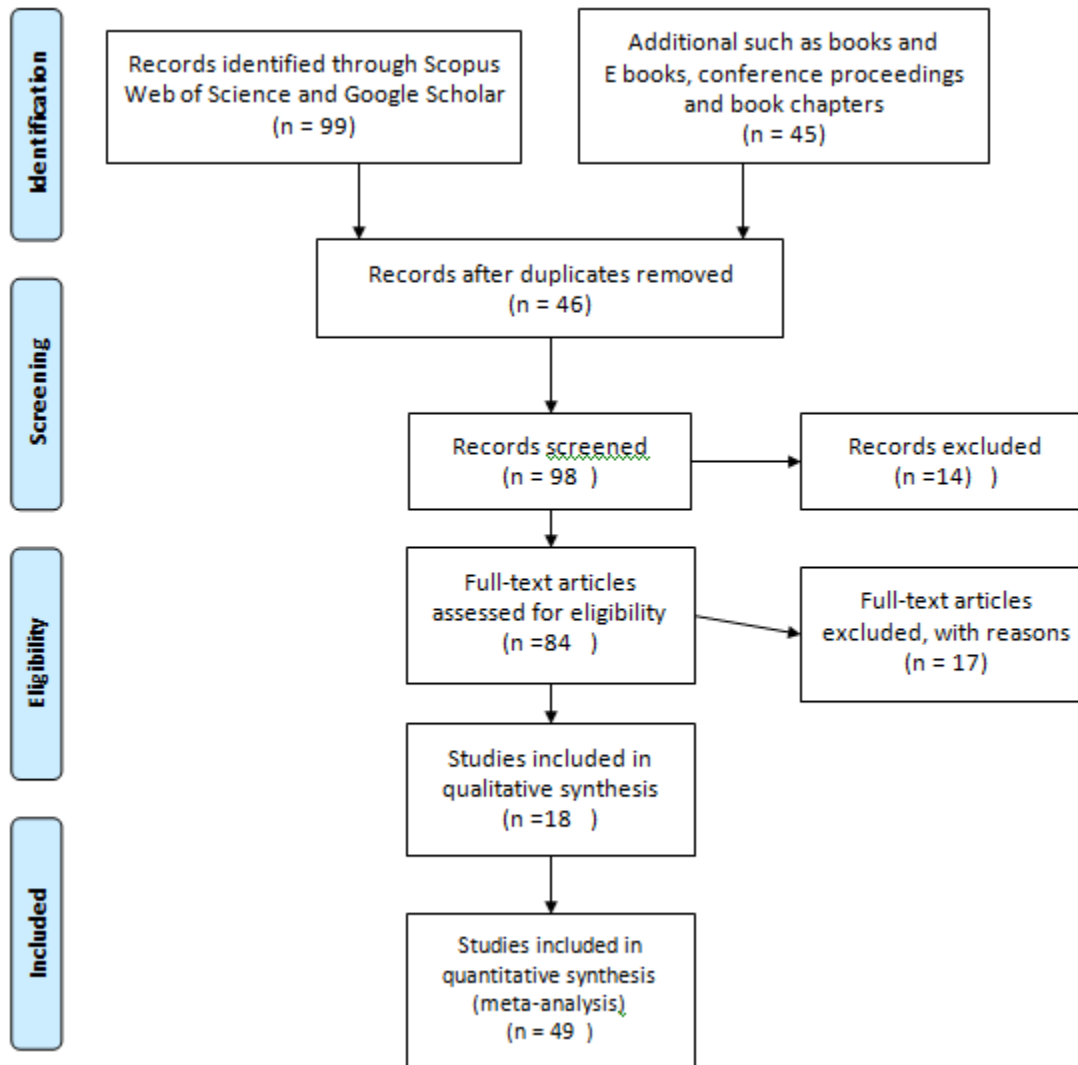 Identification
Records identified through Scopus
Web of Science and Google Scholar
(n = 99)
Additional such as books and
E books, conference proceedings
and book chapters
(n = 45)
Records after duplicates removed
(n = 46)
Screening
Records screened
(n = 98 )
Records excluded
(n =14) )
Eligibility
Full-text articles
assessed for eligibility
(n =84 )
Full-text articles
excluded, with reasons
(n = 17)
Studies included in
qualitative synthesis
(n =18 )
Included
Studies included in
quantitative synthesis
(meta-analysis)
(n = 49 )